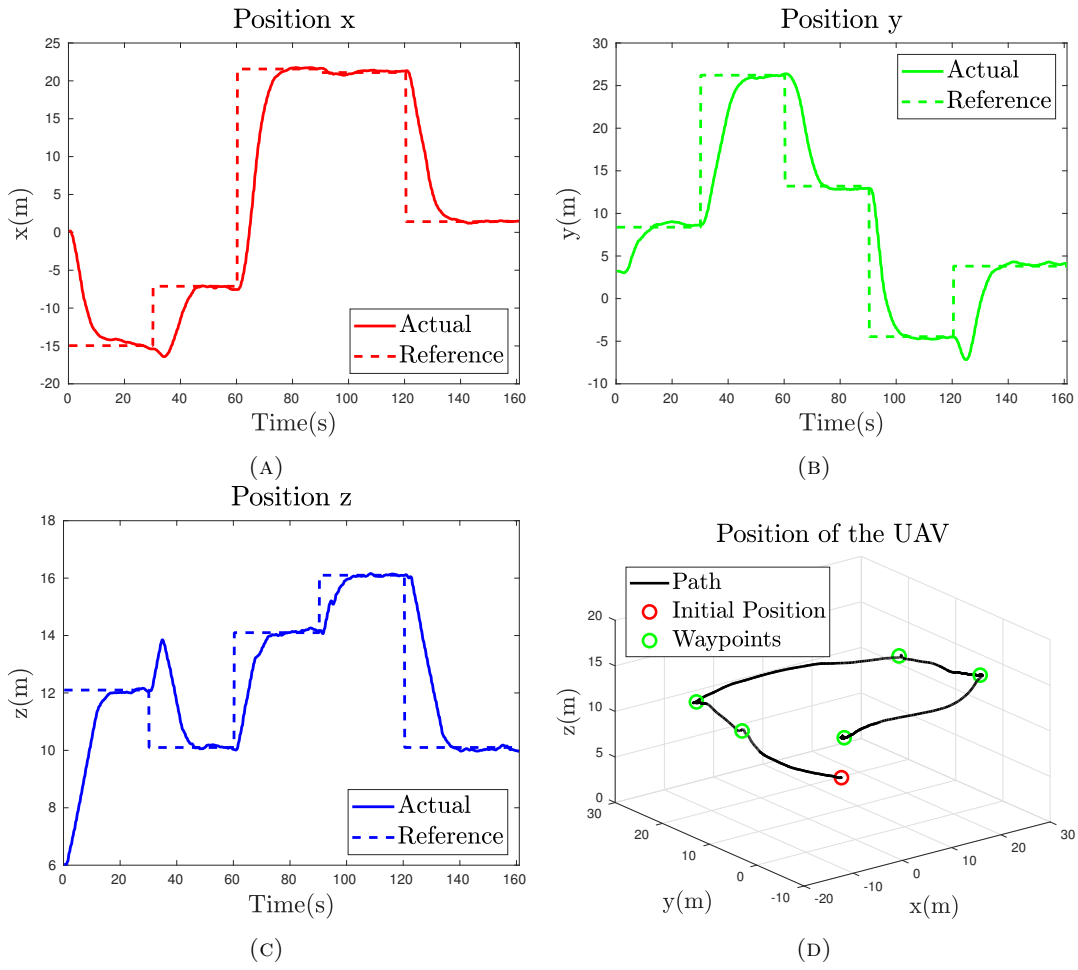 Position x
25
20
15
10
5
0
-5
-10
-15
-20
x(m)
Actual
Reference
0 20 40 60 80 100 120 140 160
Time(s)
(A)
Position y
30
25
20
15
10
5
0
-5
-10
y(m)
Actual
Reference
0 20 40 60 80 100 120 140 160
Time(s)
(B)
Position z
18
16
14
12
10
8
6
z(m)
Actual
Reference
0 20 40 60 80 100 120 140 160
Time(s)
(C)
Position of the UAV
Path
Initial Position
Waypoints
20
15
10
5
0
z(m)
30
20
10
0
-10
y(m)
-20
-10
0
10
20
30
x(m)
(D)